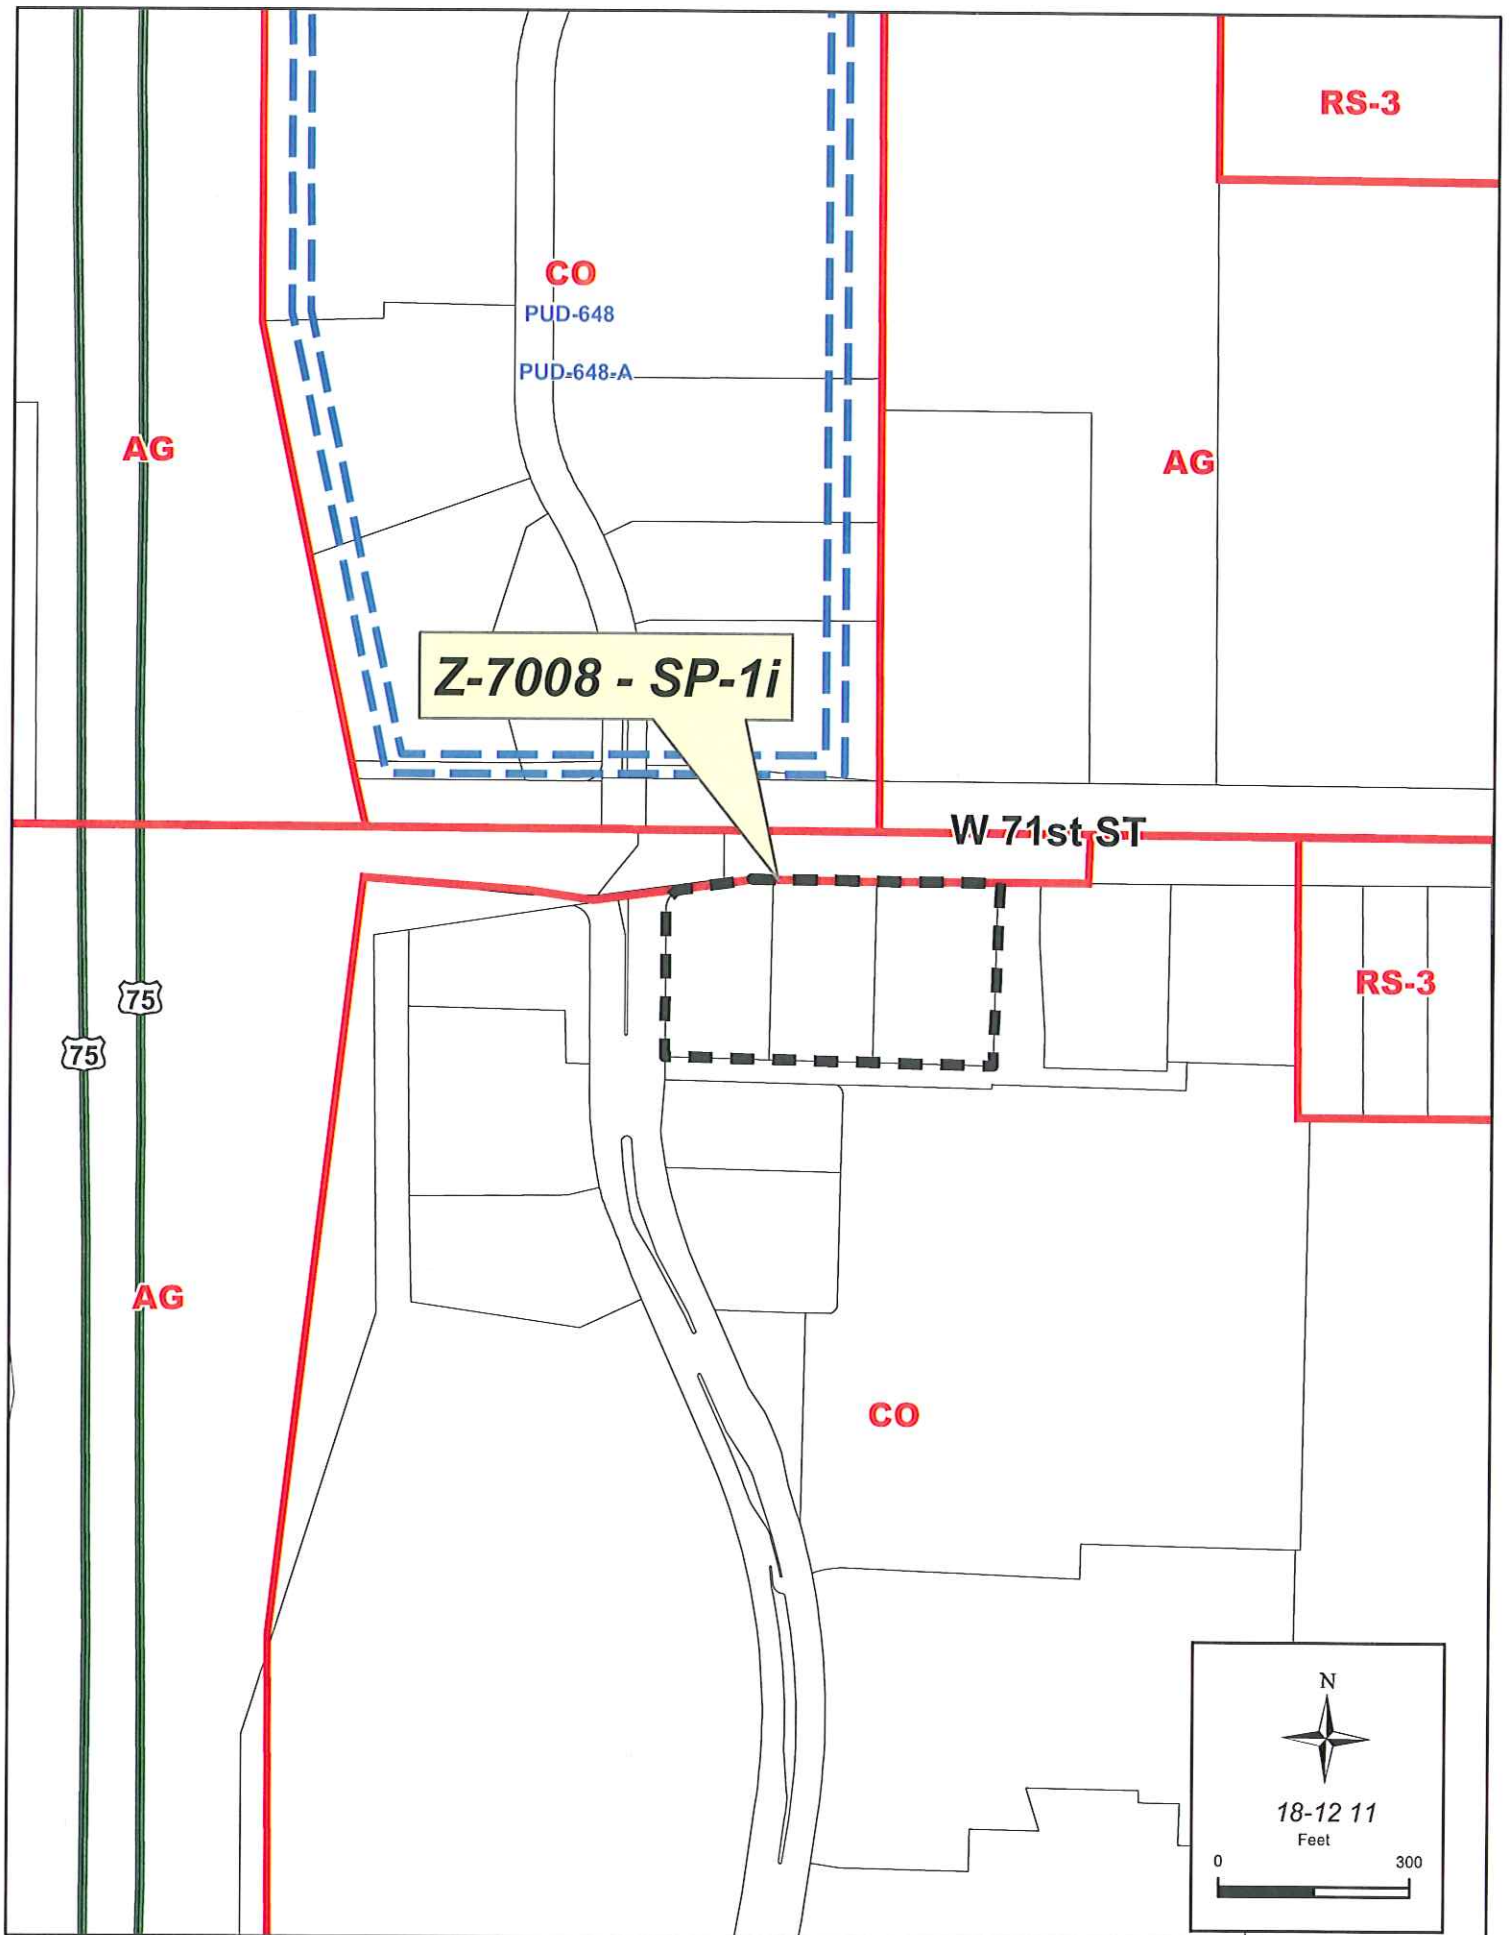 RS-3
CO
PUD-648
PUD-648-A
AG
AG
Z-7008 - SP-1i
W 71st ST
RS-3
75
75
AG
CO
N
18-12 11
Feet
0 300